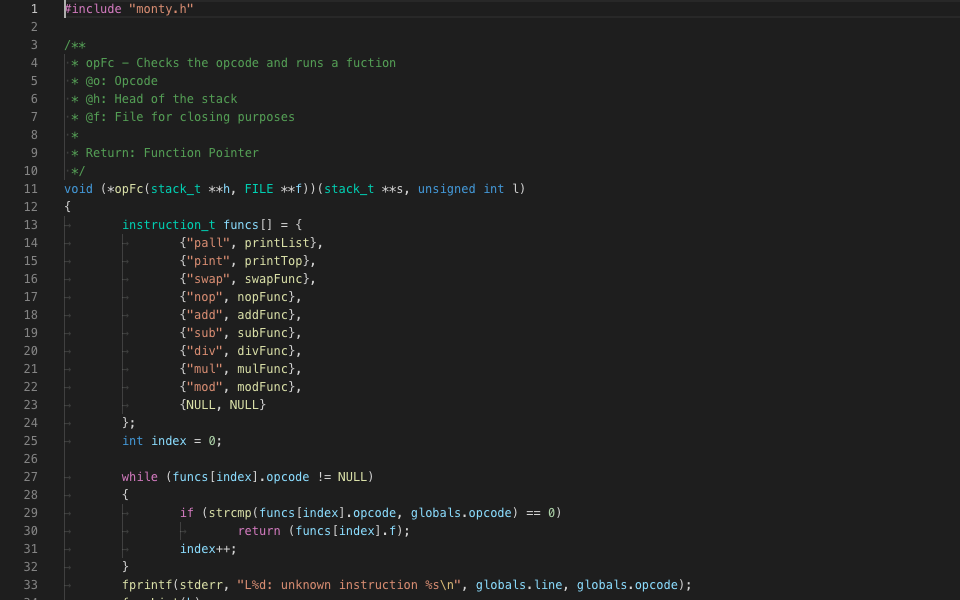 1 #include "monty.h"
2
3 /**
4 * opFc – Checks the opcode and runs a fuction
5 * @o: Opcode
6 * @h: Head of the stack
7 * @f: File for closing purposes
8 *
9 * Return: Function Pointer
10 */
11 void (*opFc(stack_t **h, FILE **f))(stack_t **s, unsigned int l)
12 {
13 instruction_t funcs[] = {
14 {"pall", printList},
15 {"pint", printTop},
16 {"swap", swapFunc},
17 {"nop", nopFunc},
18 {"add", addFunc},
19 {"sub", subFunc},
20 {"div", divFunc},
21 {"mul", mulFunc},
22 {"mod", modFunc},
23 {NULL, NULL}
24 };
25 int index = 0;
26
27 while (funcs[index].opcode != NULL)
28 {
29 if (strcmp(funcs[index].opcode, globals.opcode) == 0)
30 return (funcs[index].f);
31 index++;
32 }
33 fprintf(stderr, "L%d: unknown instruction %s\n", globals.line, globals.opcode);